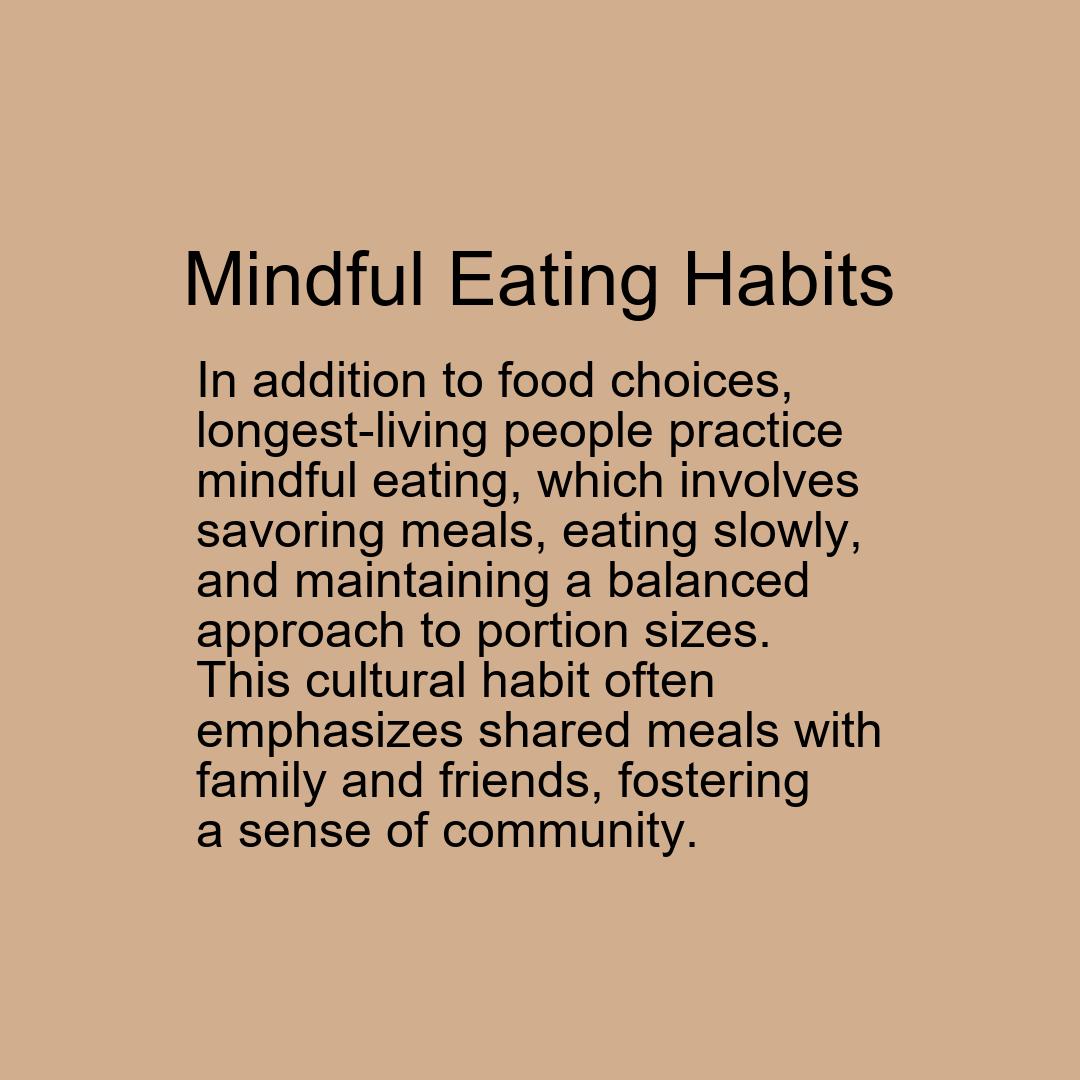 Mindful Eating Habits
In addition to food choices,
longest-living people practice
mindful eating, which involves
savoring meals, eating slowly,
and maintaining a balanced
approach to portion sizes.
This cultural habit often
emphasizes shared meals with
family and friends, fostering
a sense of community.